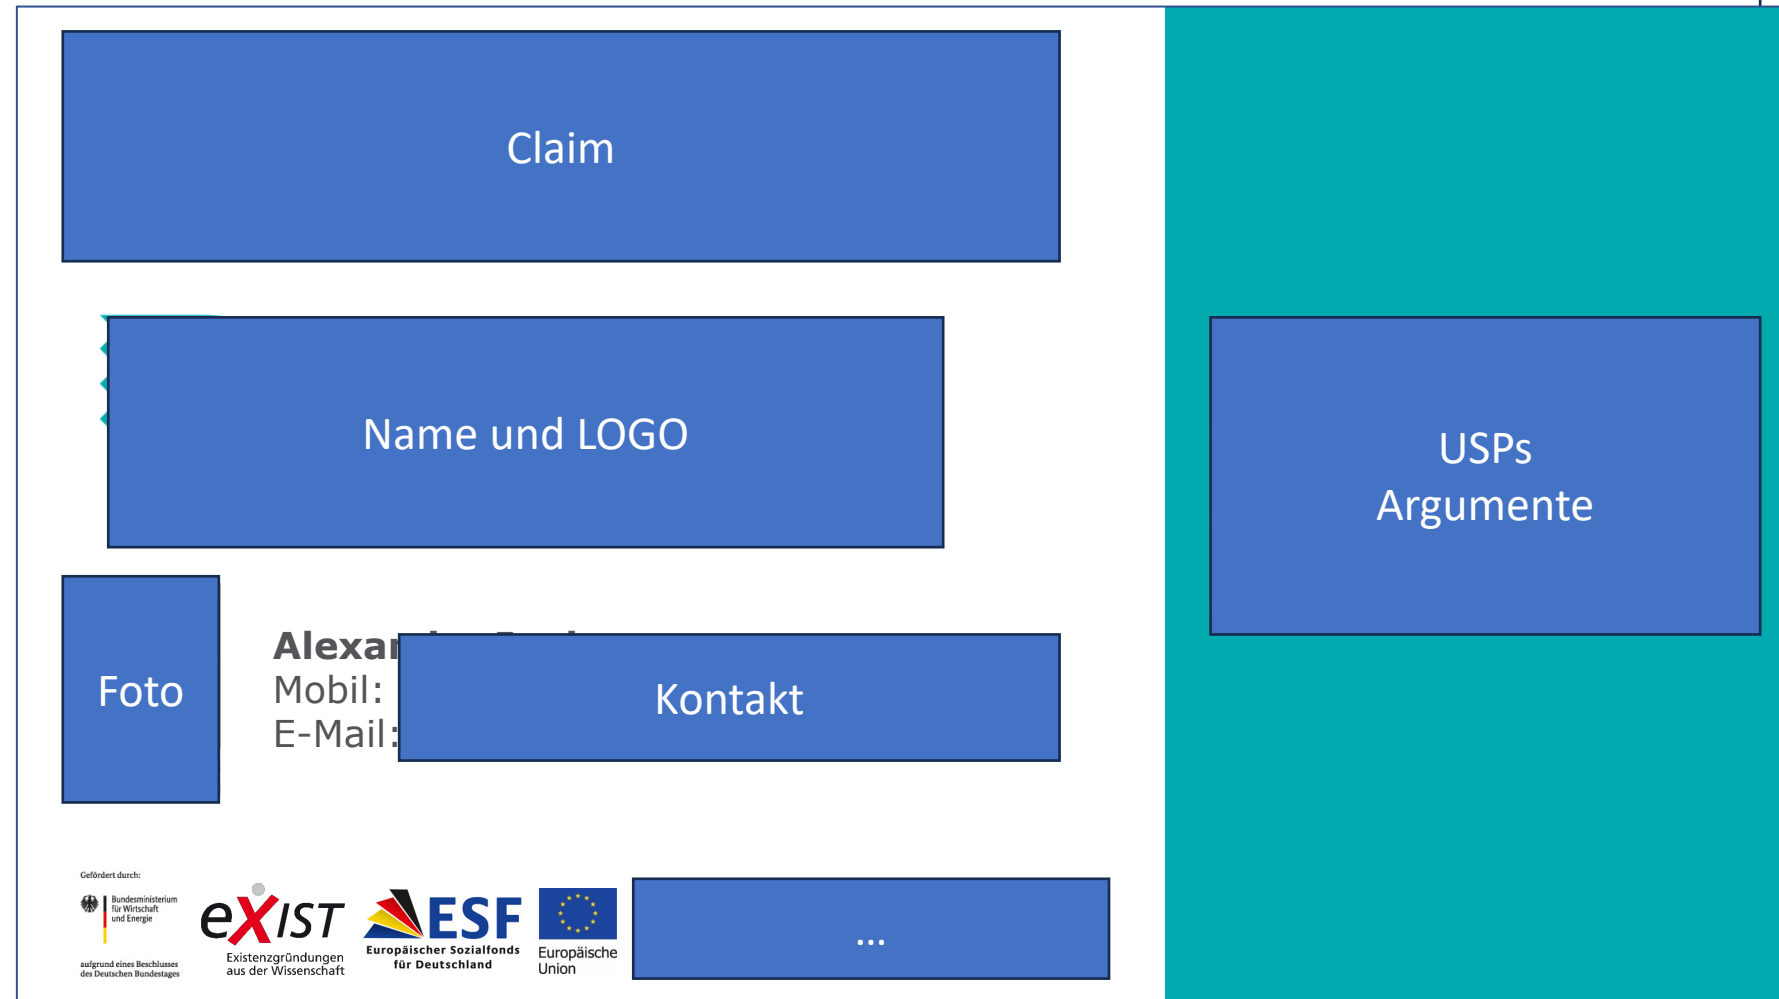 Claim
Name und LOGO
USPs
Argumente
Foto
Mobil:
E-Mail:
Kontakt
Gefördert durch:
Bundesministerium
für Wirtschaft
und Energie
aufgrund eines Beschlusses
des Deutschen Bundestages
eXIST
Existenzgründungen
aus der Wissenschaft
ESF
Europäischer Sozialfonds
für Deutschland
Europäische
Union
...